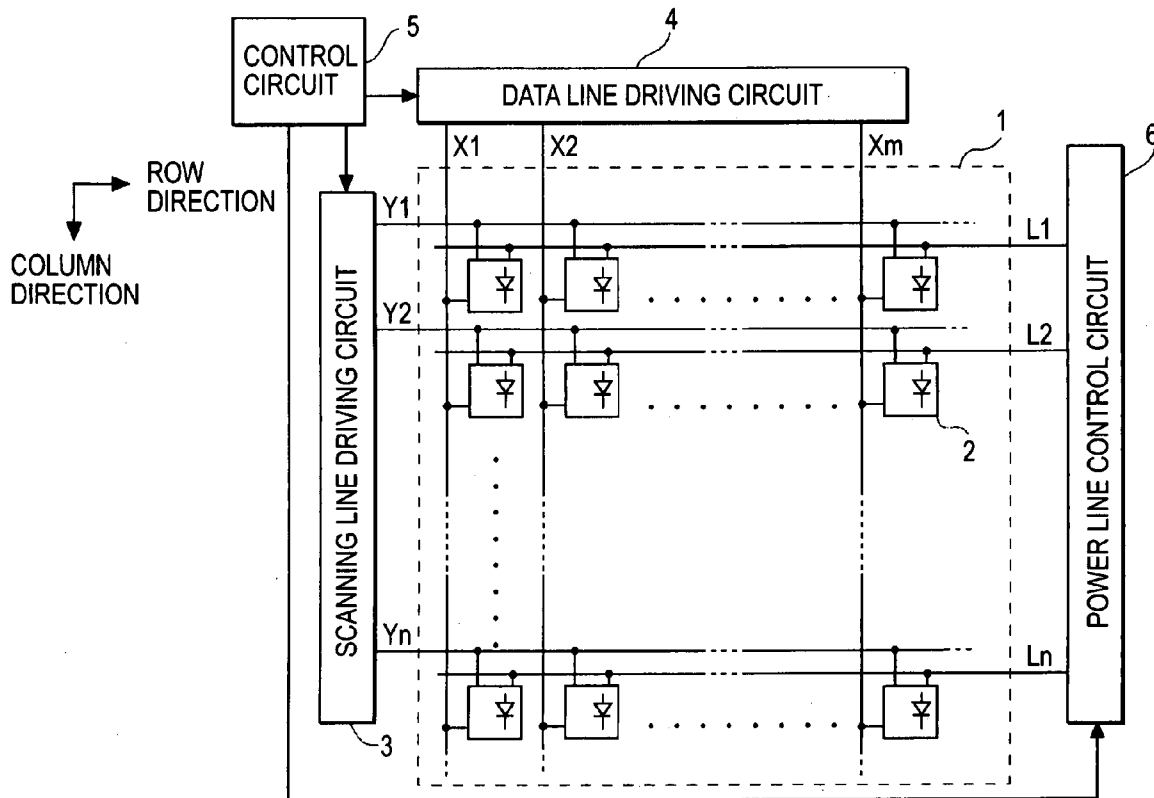 5
4
CONTROL
CIRCUIT
DATA LINE DRIVING CIRCUIT
X1
X2
Xm
1
6
ROW
DIRECTION
COLUMN
DIRECTION
Y1
L1
Y2
L2
2
Yn
Ln
3
SCANNING LINE DRIVING CIRCUIT
POWER LINE CONTROL CIRCUIT